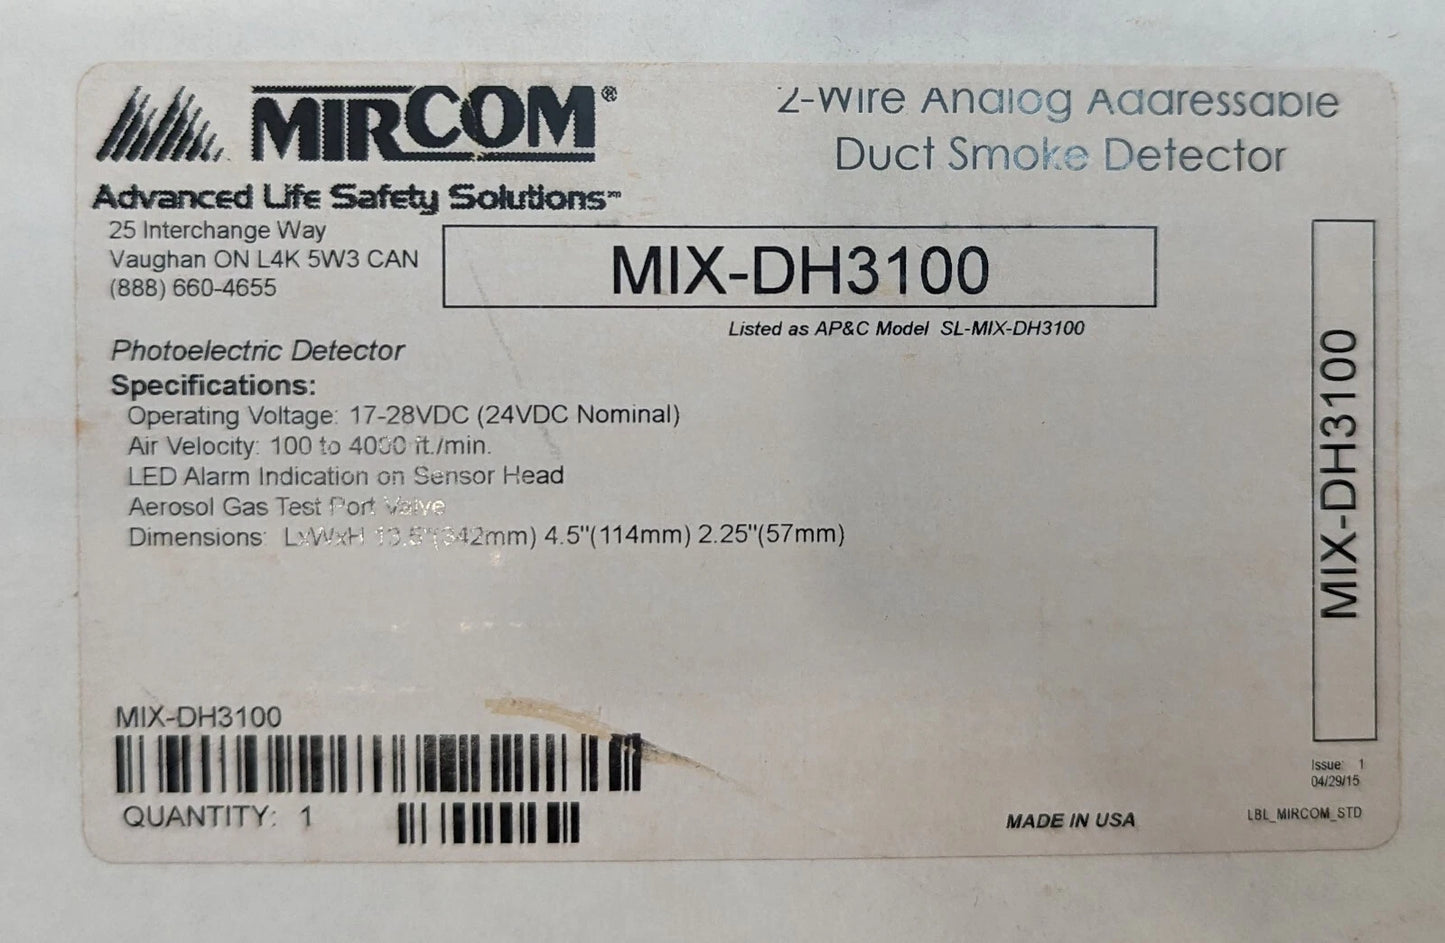 MIRCOM®
Advanced Life Safety Solutions™
25 Interchange Way
Vaughan ON L4K 5W3 CAN
(888) 660-4655
2-Wire Analog Addressable
Duct Smoke Detector
MIX-DH3100
Listed as AP&C Model SL-MIX-DH3100
Photoelectric Detector
Specifications:
Operating Voltage: 17-28VDC (24VDC Nominal)
Air Velocity: 100 to 4000 ft./min.
LED Alarm Indication on Sensor Head
Aerosol Gas Test Port Valve
Dimensions: LxWxH 13.5"(342mm) 4.5"(114mm) 2.25"(57mm)
MIX-DH3100
MIX-DH3100
QUANTITY: 1
MADE IN USA
Issue: 1
04/29/15
LBL_MIRCOM_STD